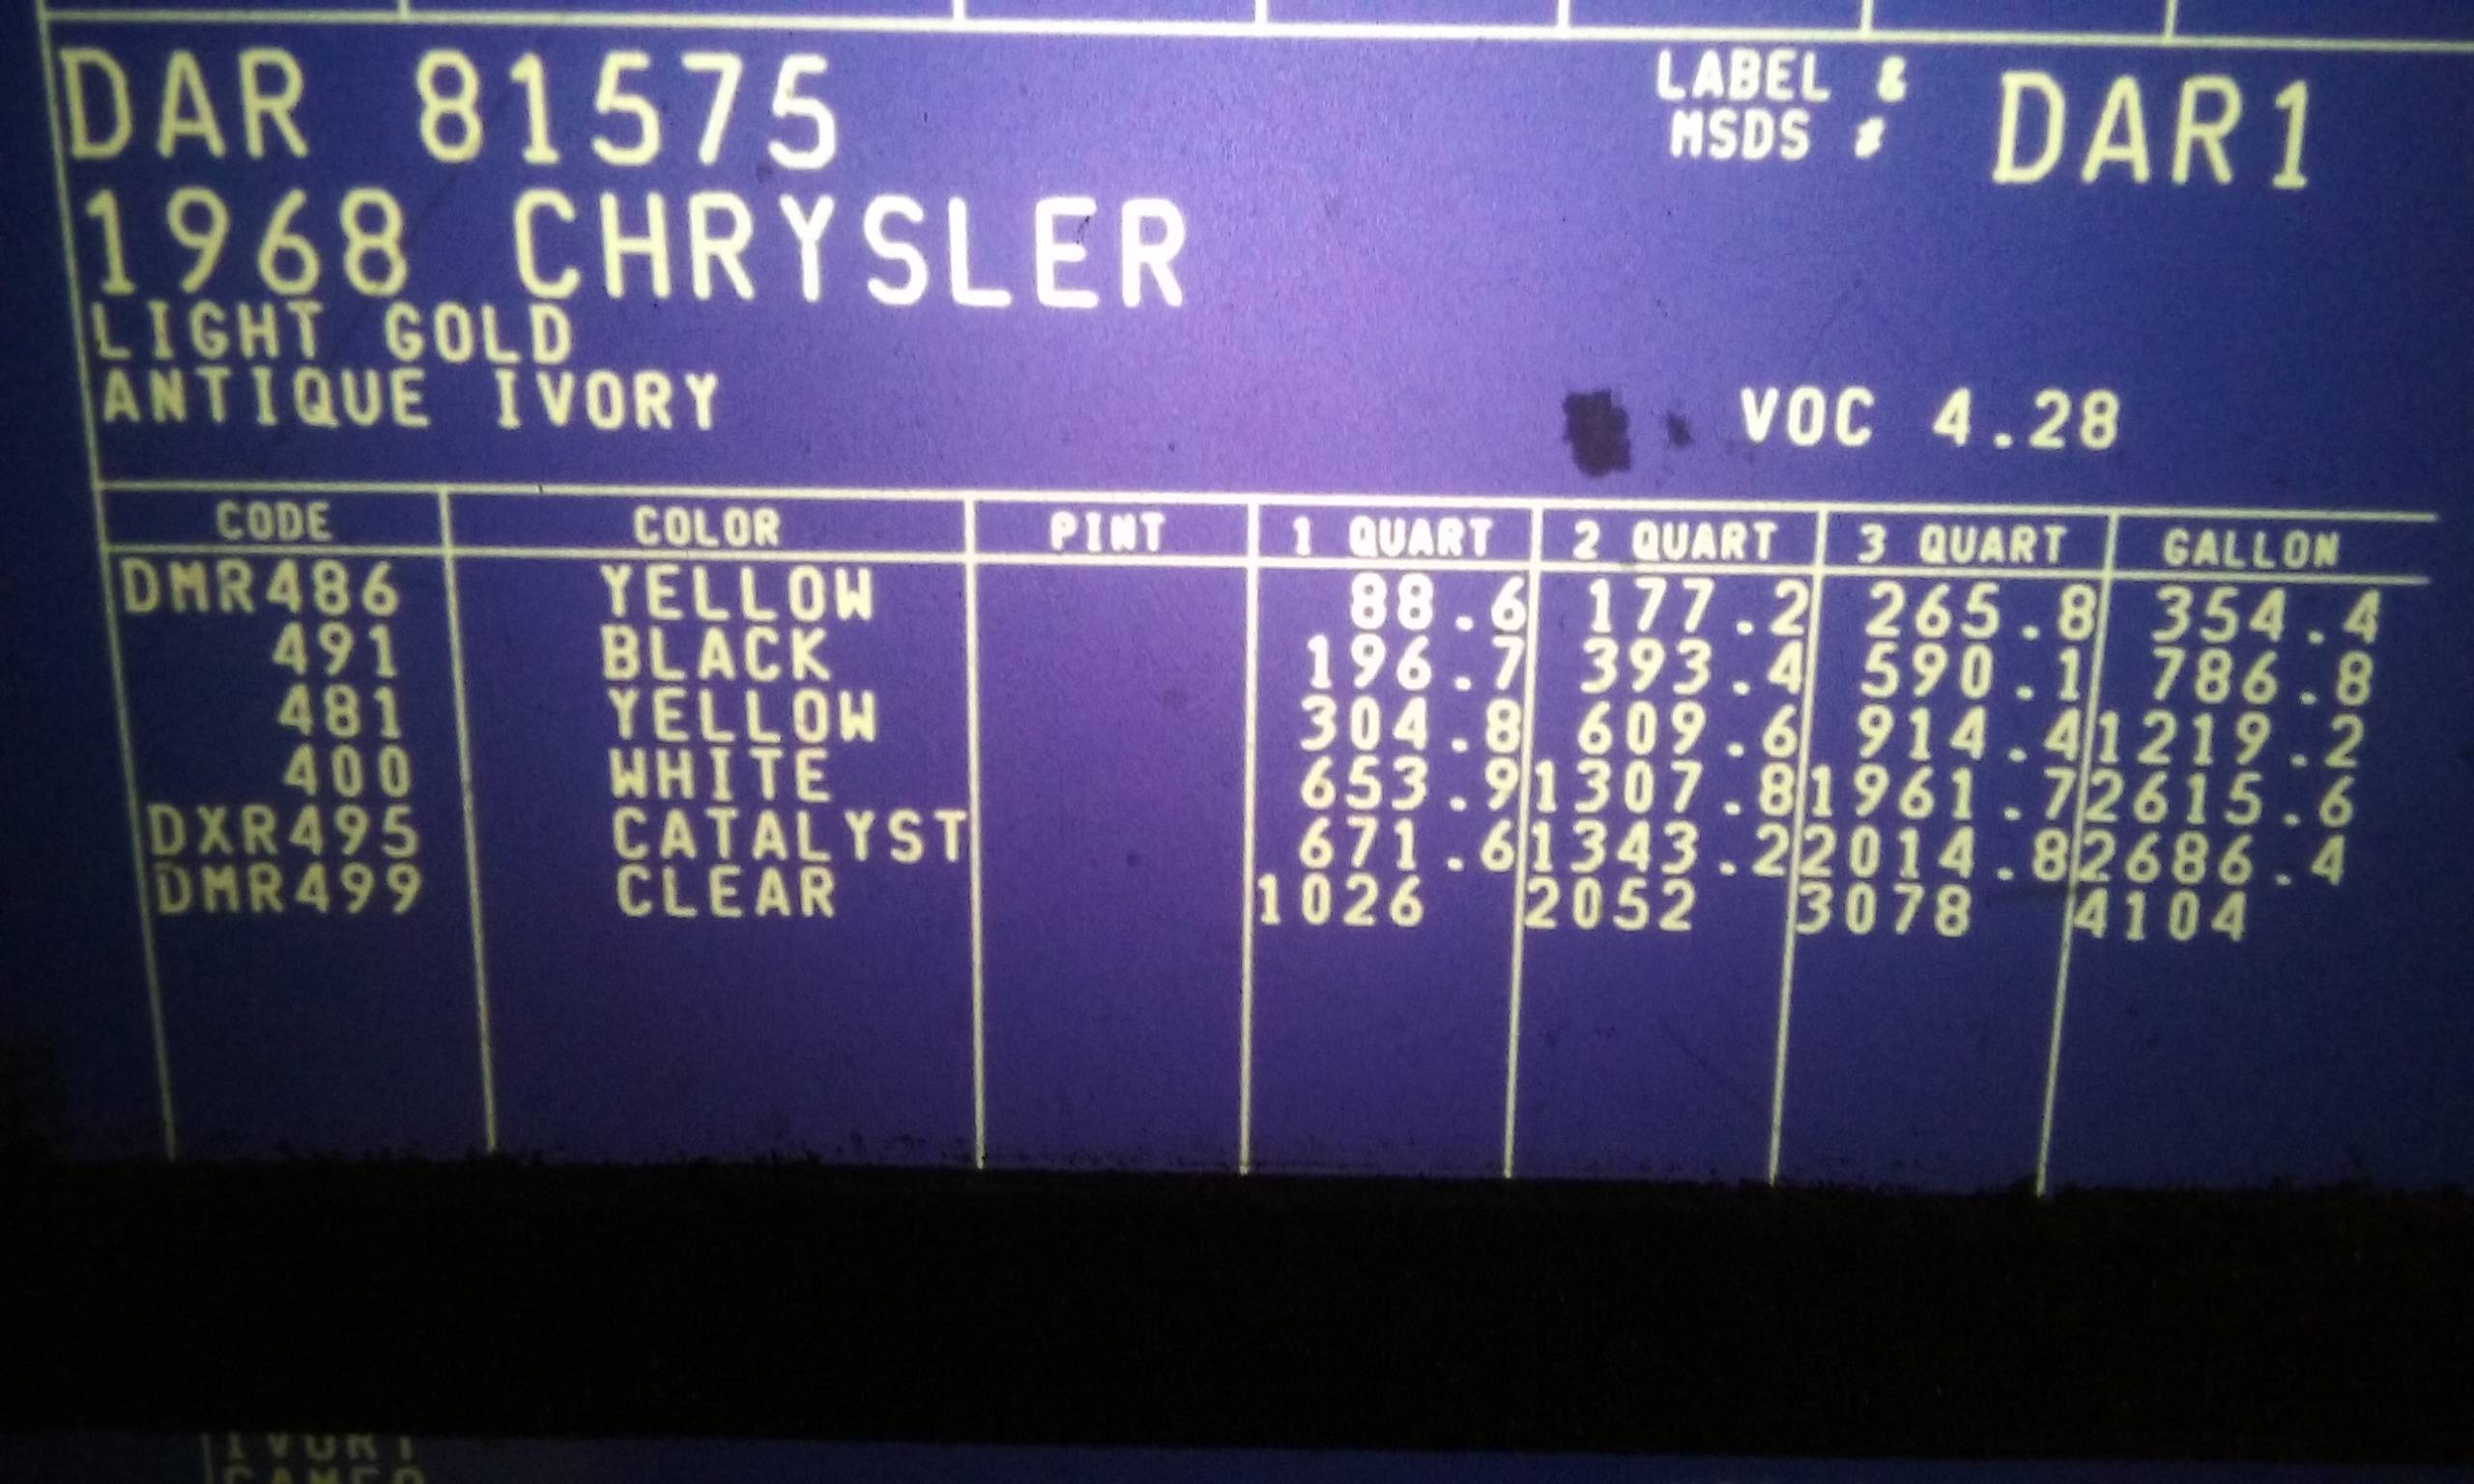 DAR 81575
LABEL &
MSDS #
DAR1
1968 CHRYSLER
LIGHT GOLD
ANTIQUE IVORY
VOC 4.28
CODE COLOR PINT 1 QUART 2 QUART 3 QUART GALLON
DMR486 YELLOW 88.6 177.2 265.8 354.4
491 BLACK 196.7 393.4 590.1 786.8
481 YELLOW 304.8 609.6 914.4 1219.2
400 WHITE 653.9 1307.8 1961.7 2615.6
DXR495 CATALYST 671.6 1343.2 2014.8 2686.4
DMR499 CLEAR 1026 2052 3078 4104
IVORY
CAMEO